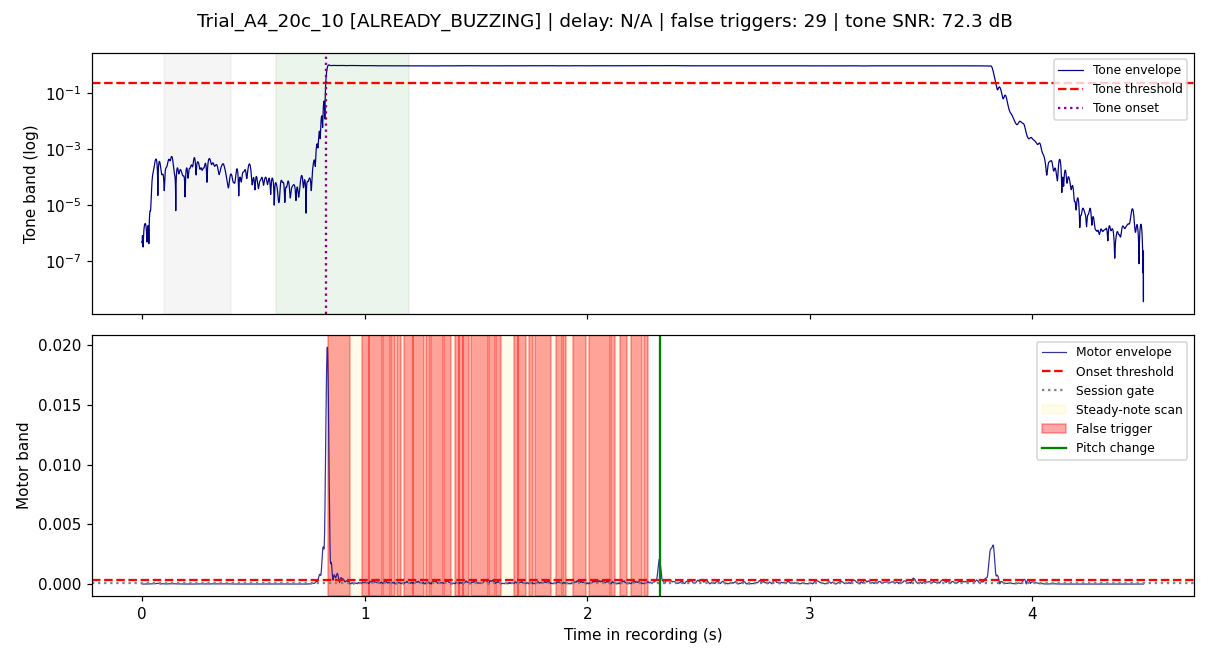 Trial_A4_20c_10 [ALREADY_BUZZING] | delay: N/A | false triggers: 29 | tone SNR: 72.3 dB
Tone band (log)
10⁻¹
10⁻³
10⁻⁵
10⁻⁷
Tone envelope
Tone threshold
Tone onset
Motor band
0.020
0.015
0.010
0.005
0.000
Motor envelope
Onset threshold
Session gate
Steady-note scan
False trigger
Pitch change
0 1 2 3 4
Time in recording (s)